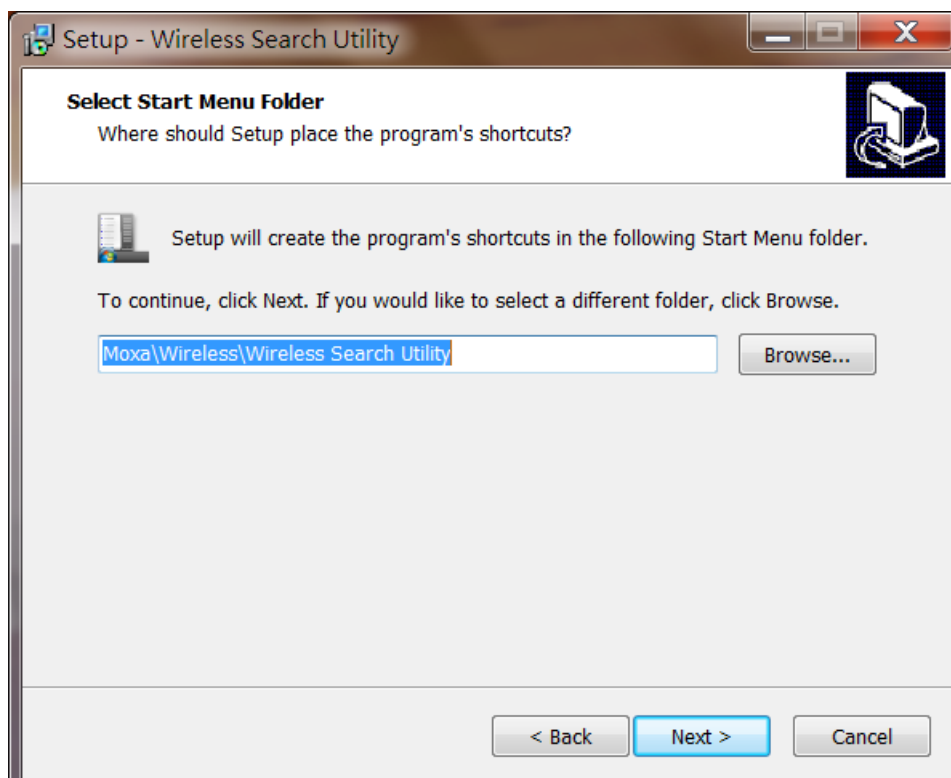 Setup - Wireless Search Utility
Select Start Menu Folder
Where should Setup place the program's shortcuts?
Setup will create the program's shortcuts in the following Start Menu folder.
To continue, click Next. If you would like to select a different folder, click Browse.
Moxa\Wireless\Wireless Search Utility
Browse...
< Back
Next >
Cancel